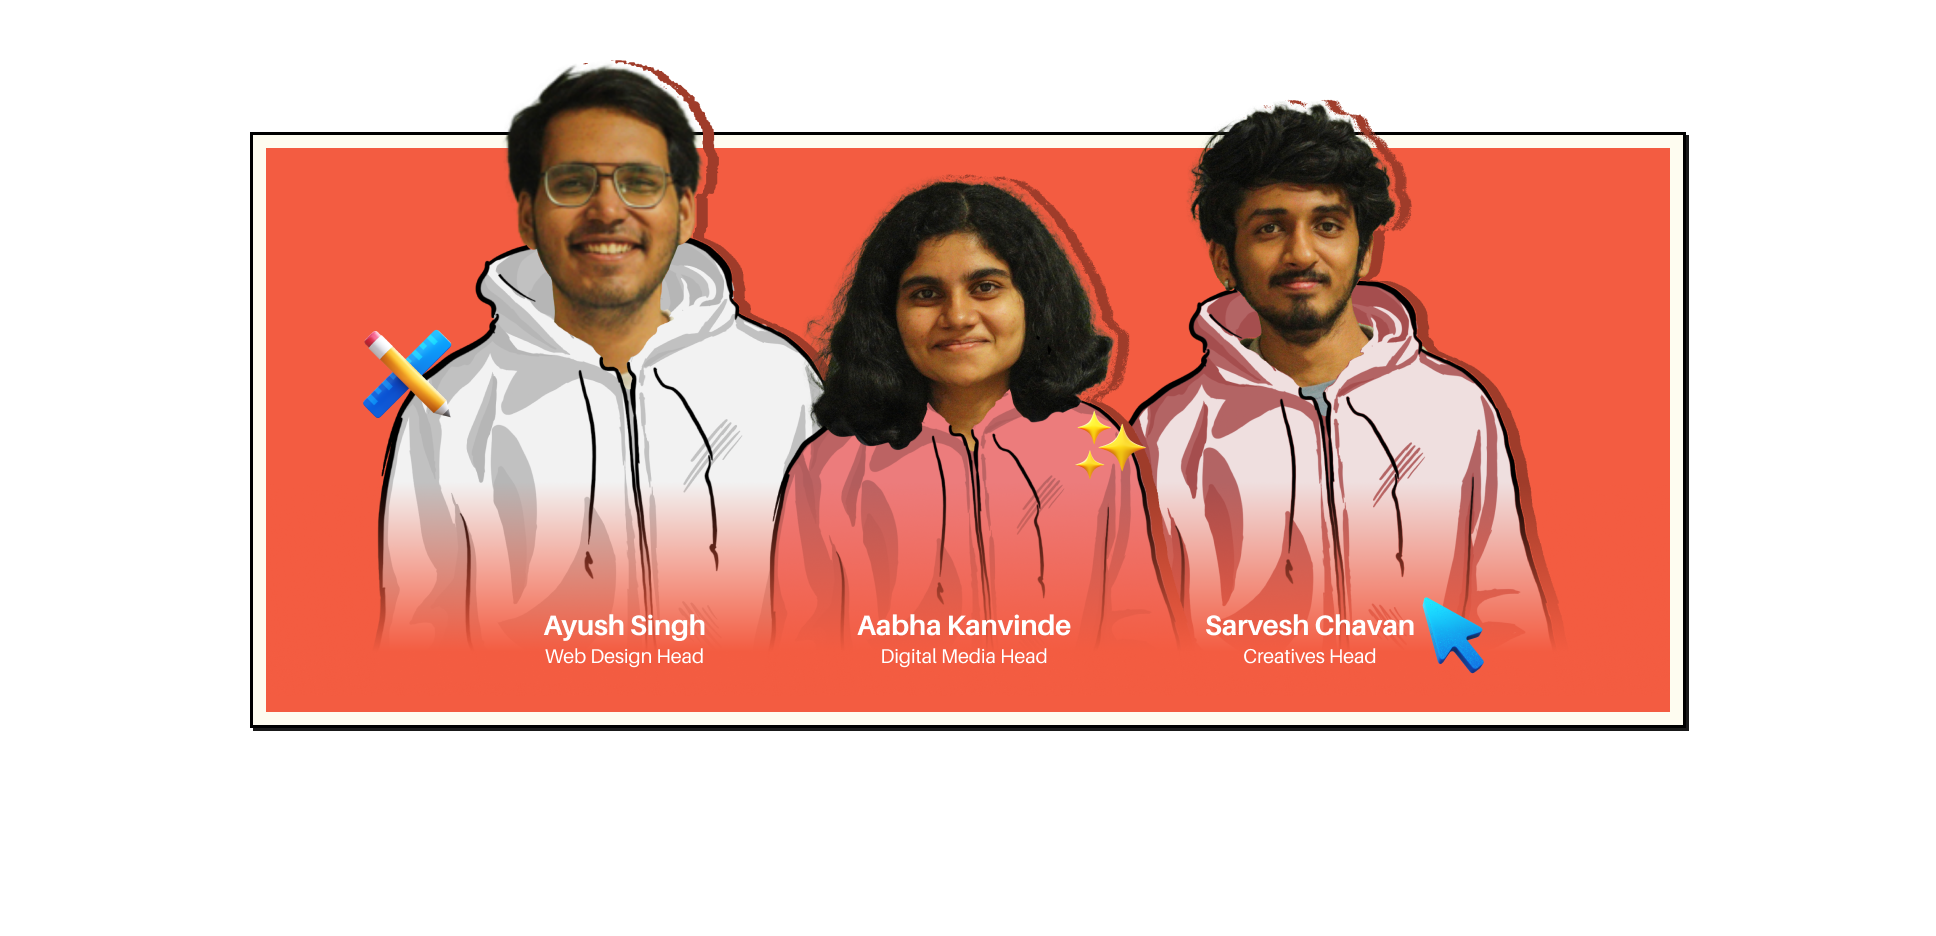 Ayush Singh
Web Design Head
Aabha Kanvinde
Digital Media Head
Sarvesh Chavan
Creatives Head